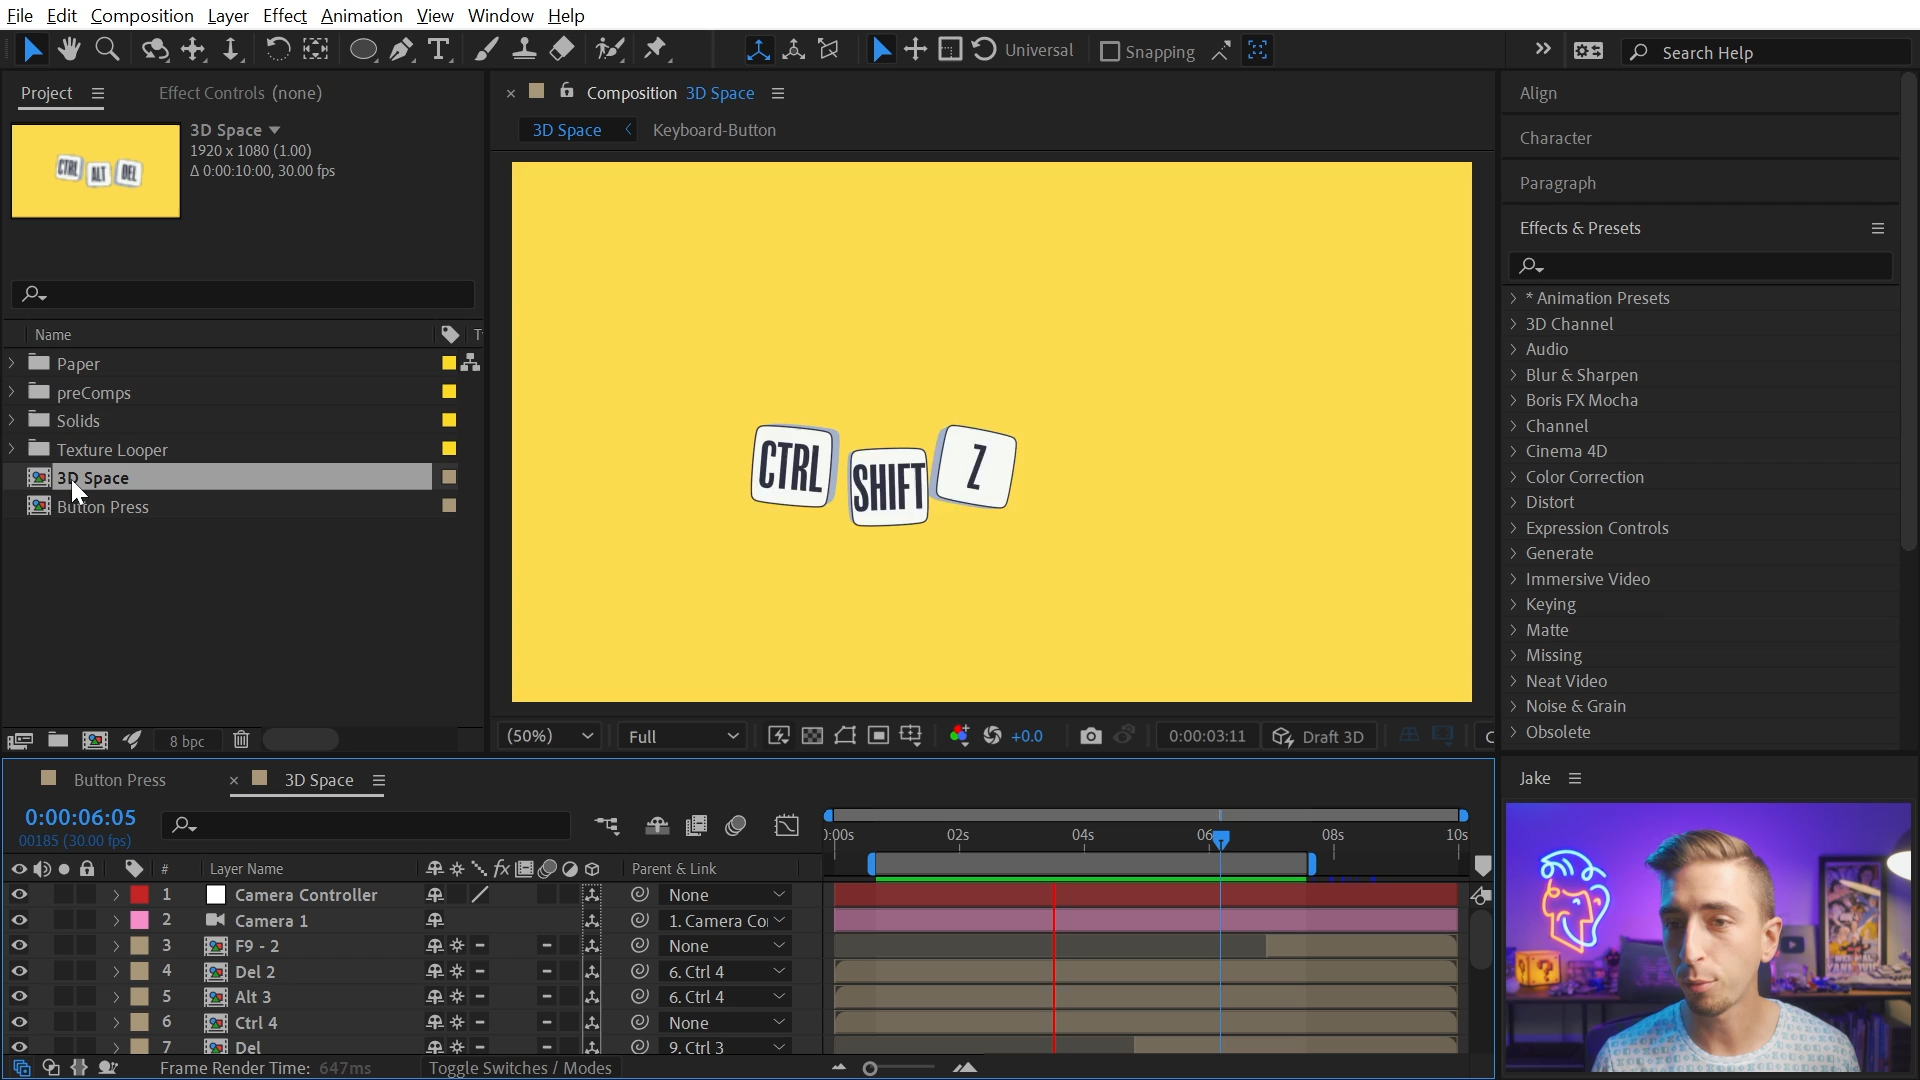 File Edit Composition Layer Effect Animation View Window Help
Universal Snapping Search Help
Project Effect Controls (none)
3D Space
1920 x 1080 (1.00)
Δ 0:00:10:00, 30.00 fps
CTRL ALT DEL
Name
Paper
preComps
Solids
Texture Looper
3D Space
Button Press
8 bpc
Composition 3D Space
3D Space Keyboard-Button
CTRL SHIFT Z
(50%) Full +0.0 0:00:03:11 Draft 3D
Align
Character
Paragraph
Effects & Presets
* Animation Presets
3D Channel
Audio
Blur & Sharpen
Boris FX Mocha
Channel
Cinema 4D
Color Correction
Distort
Expression Controls
Generate
Immersive Video
Keying
Matte
Missing
Neat Video
Noise & Grain
Obsolete
Button Press 3D Space
0:00:06:05
00185 (30.00 fps)
:00s 02s 04s 06 08s 10s
# Layer Name fx Parent & Link
1 Camera Controller None
2 Camera 1 1. Camera Co
3 F9 - 2 None
4 Del 2 6. Ctrl 4
5 Alt 3 6. Ctrl 4
6 Ctrl 4 None
7 Del 9. Ctrl 3
Frame Render Time: 647ms Toggle Switches / Modes
Jake